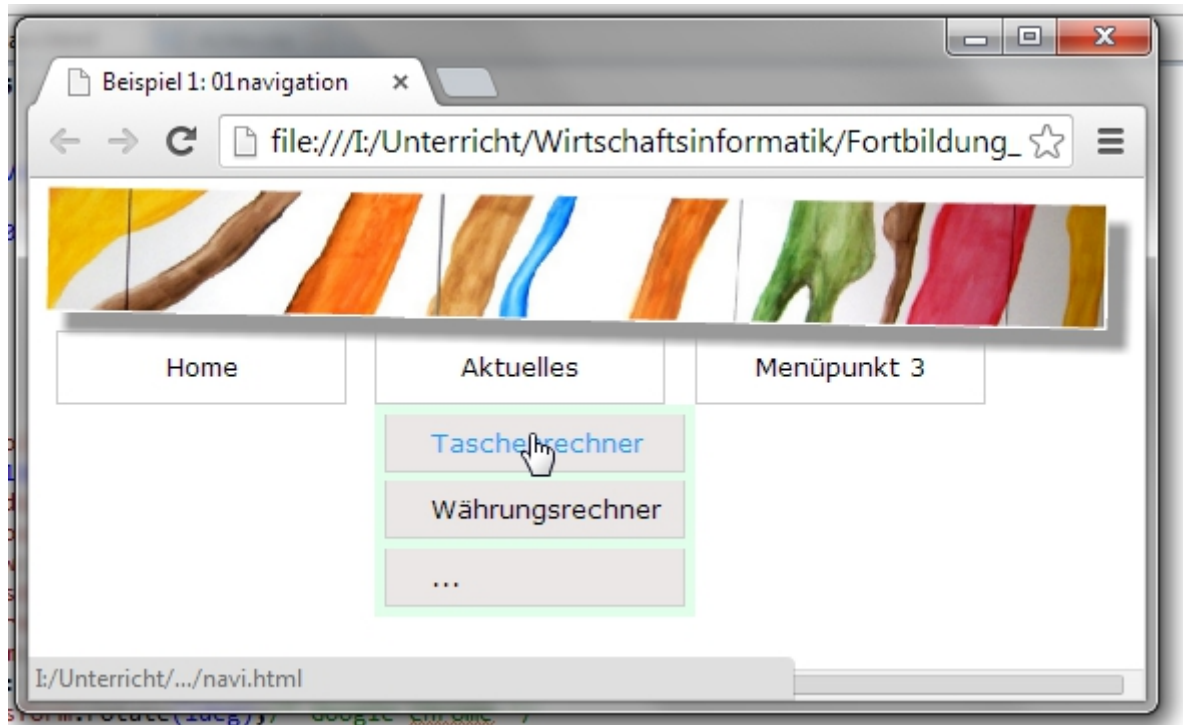 Beispiel 1: 01navigation
file:///I:/Unterricht/Wirtschaftsinformatik/Fortbildung_
Home Aktuelles Menüpunkt 3
Taschenrechner
Währungsrechner
...
I:/Unterricht/.../navi.html